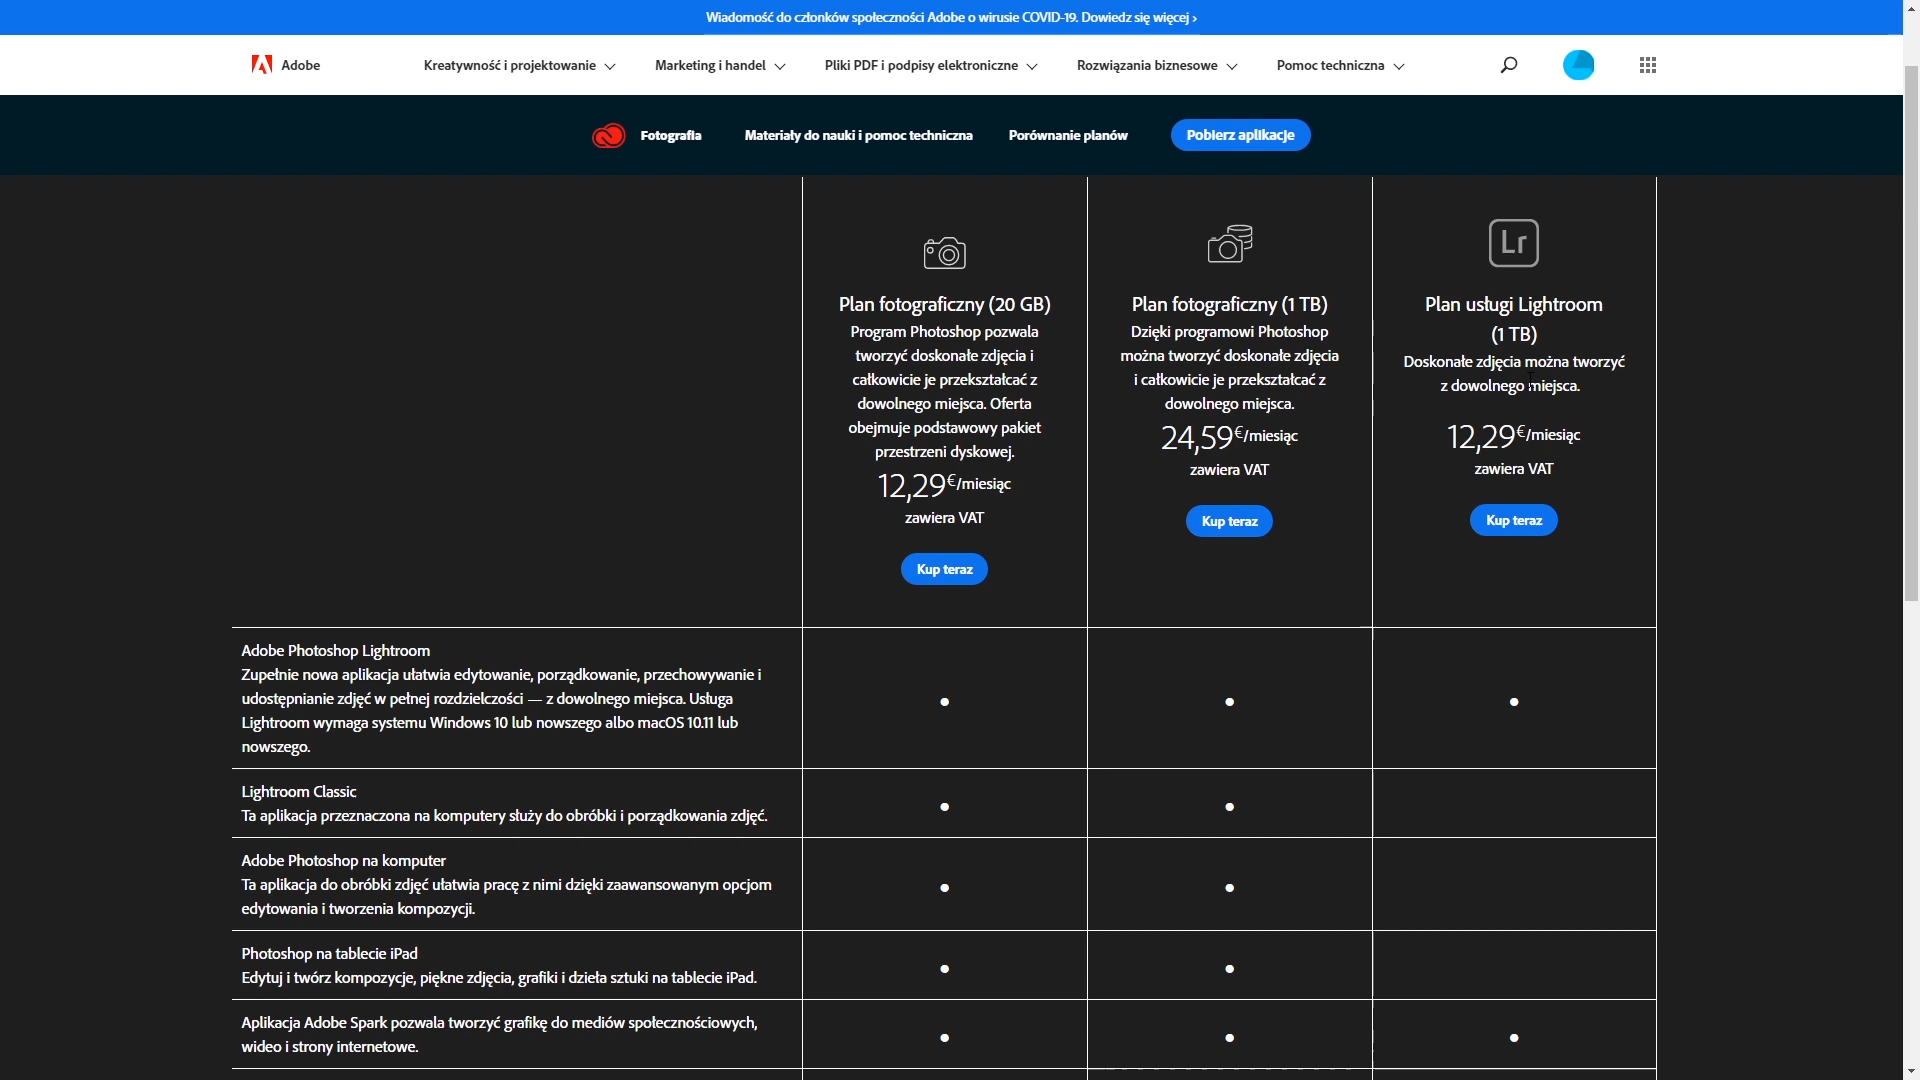 Wiadomość do członków społeczności Adobe o wirusie COVID-19. Dowiedz się więcej ›
Adobe
Kreatywność i projektowanie
Marketing i handel
Pliki PDF i podpisy elektroniczne
Rozwiązania biznesowe
Pomoc techniczna
Fotografia
Materiały do nauki i pomoc techniczna
Porównanie planów
Pobierz aplikacje
Plan fotograficzny (20 GB)
Program Photoshop pozwala
tworzyć doskonałe zdjęcia i
całkowicie je przekształcać z
dowolnego miejsca. Oferta
obejmuje podstawowy pakiet
przestrzeni dyskowej.
12,29€/miesiąc
zawiera VAT
Kup teraz
Plan fotograficzny (1 TB)
Dzięki programowi Photoshop
można tworzyć doskonałe zdjęcia
i całkowicie je przekształcać z
dowolnego miejsca.
24,59€/miesiąc
zawiera VAT
Kup teraz
Lr
Plan usługi Lightroom
(1 TB)
Doskonałe zdjęcia można tworzyć
z dowolnego miejsca.
12,29€/miesiąc
zawiera VAT
Kup teraz
Adobe Photoshop Lightroom
Zupełnie nowa aplikacja ułatwia edytowanie, porządkowanie, przechowywanie i
udostępnianie zdjęć w pełnej rozdzielczości — z dowolnego miejsca. Usługa
Lightroom wymaga systemu Windows 10 lub nowszego albo macOS 10.11 lub
nowszego.
Lightroom Classic
Ta aplikacja przeznaczona na komputery służy do obróbki i porządkowania zdjęć.
Adobe Photoshop na komputer
Ta aplikacja do obróbki zdjęć ułatwia pracę z nimi dzięki zaawansowanym opcjom
edytowania i tworzenia kompozycji.
Photoshop na tablecie iPad
Edytuj i twórz kompozycje, piękne zdjęcia, grafiki i dzieła sztuki na tablecie iPad.
Aplikacja Adobe Spark pozwala tworzyć grafikę do mediów społecznościowych,
wideo i strony internetowe.